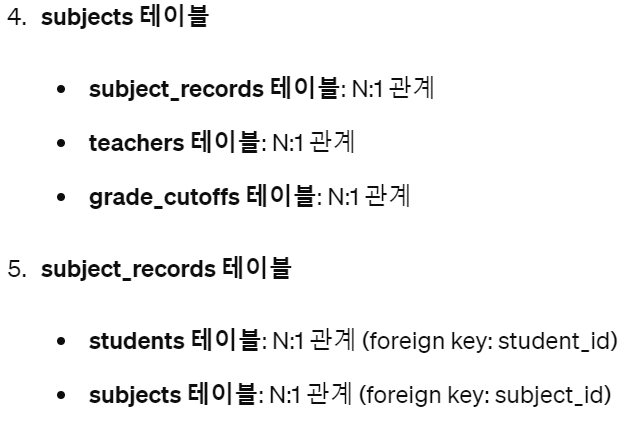 4. subjects 테이블
• subject_records 테이블: N:1 관계
• teachers 테이블: N:1 관계
• grade_cutoffs 테이블: N:1 관계
5. subject_records 테이블
• students 테이블: N:1 관계 (foreign key: student_id)
• subjects 테이블: N:1 관계 (foreign key: subject_id)